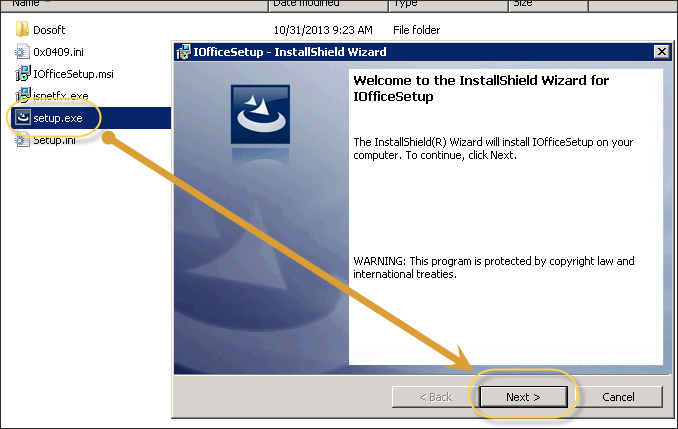 Name Date modified Type Size
Dosoft 10/31/2013 9:23 AM File folder
0x0409.ini
IOfficeSetup.msi
isnetfx.exe
setup.exe
Setup.ini
IOfficeSetup - InstallShield Wizard
Welcome to the InstallShield Wizard for
IOfficeSetup
The InstallShield(R) Wizard will install IOfficeSetup on your
computer. To continue, click Next.
WARNING: This program is protected by copyright law and
international treaties.
< Back Next > Cancel